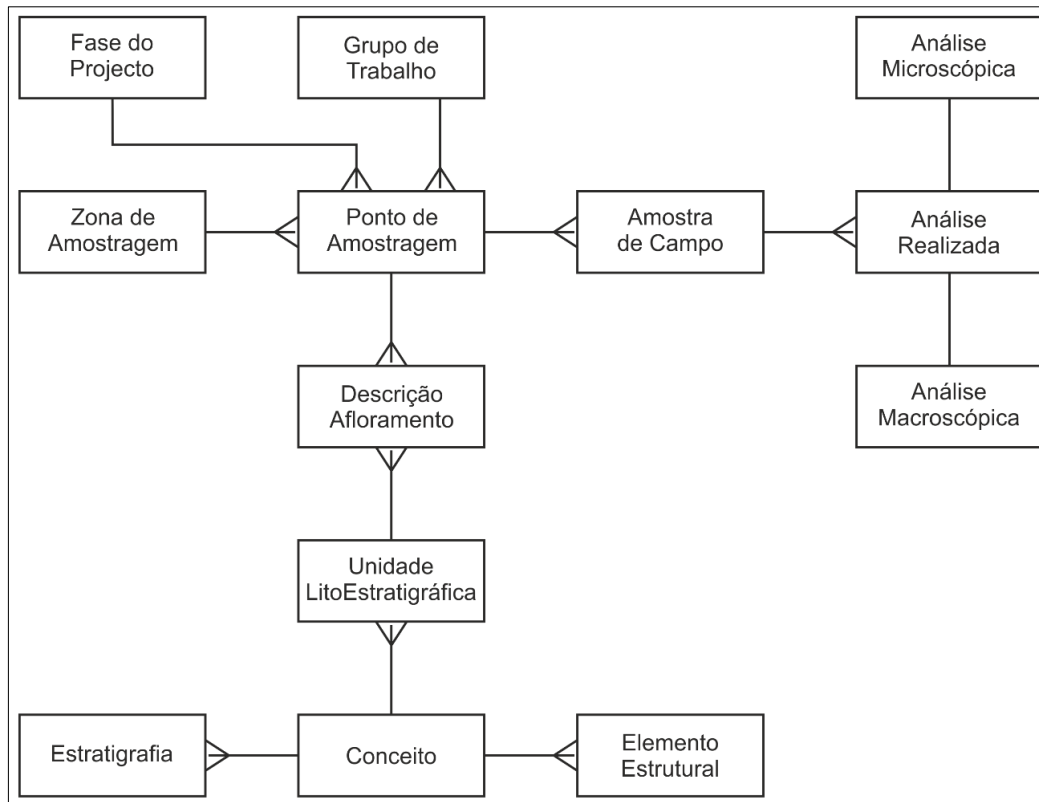 Fase do
Projecto
Grupo de
Trabalho
Análise
Microscópica
Zona de
Amostragem
Ponto de
Amostragem
Amostra
de Campo
Análise
Realizada
Descrição
Afloramento
Análise
Macroscópica
Unidade
LitoEstratigráfica
Estratigrafia
Conceito
Elemento
Estrutural